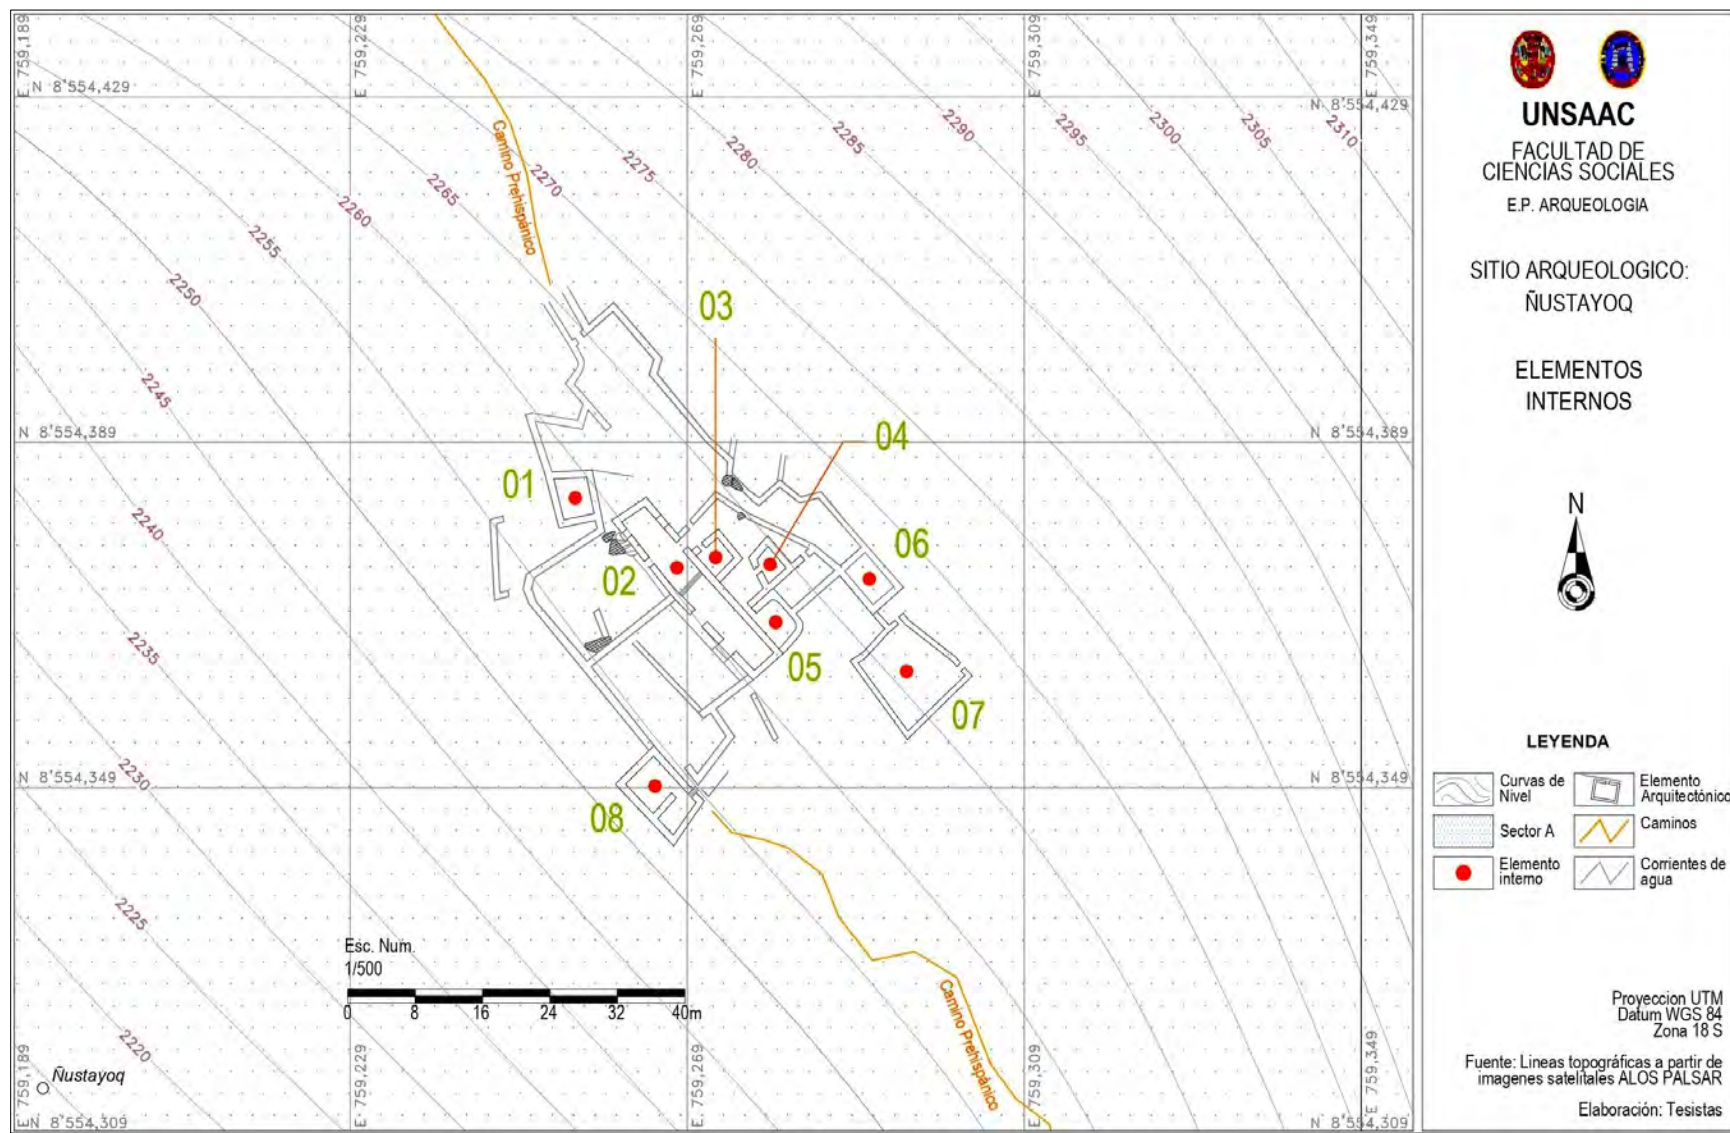 E 759,189
E 759,229
E 759,269
E 759,309
E 759,349
N 8'554,429
N 8'554,429
2310
2305
2300
2295
2290
2285
2280
2275
2270
2265
2260
2255
2250
2245
2240
2235
2230
2225
2220
Camino Prehispánico
03
N 8'554,389
N 8'554,389
04
01
06
02
05
07
N 8'554,349
N 8'554,349
08
Esc. Num.
1/500
0 8 16 24 32 40m
Camino Prehispánico
Ñustayoq
E 759,189
E 759,229
E 759,269
E 759,309
E 759,349
N 8'554,309
N 8'554,309
UNSAAC
FACULTAD DE
CIENCIAS SOCIALES
E.P. ARQUEOLOGIA
SITIO ARQUEOLOGICO:
ÑUSTAYOQ
ELEMENTOS
INTERNOS
N
LEYENDA
Curvas de
Nivel
Elemento
Arquitectónico
Sector A
Caminos
Elemento
interno
Corrientes de
agua
Proyeccion UTM
Datum WGS 84
Zona 18 S
Fuente: Lineas topográficas a partir de
imagenes satelitales ALOS PALSAR
Elaboración: Tesistas